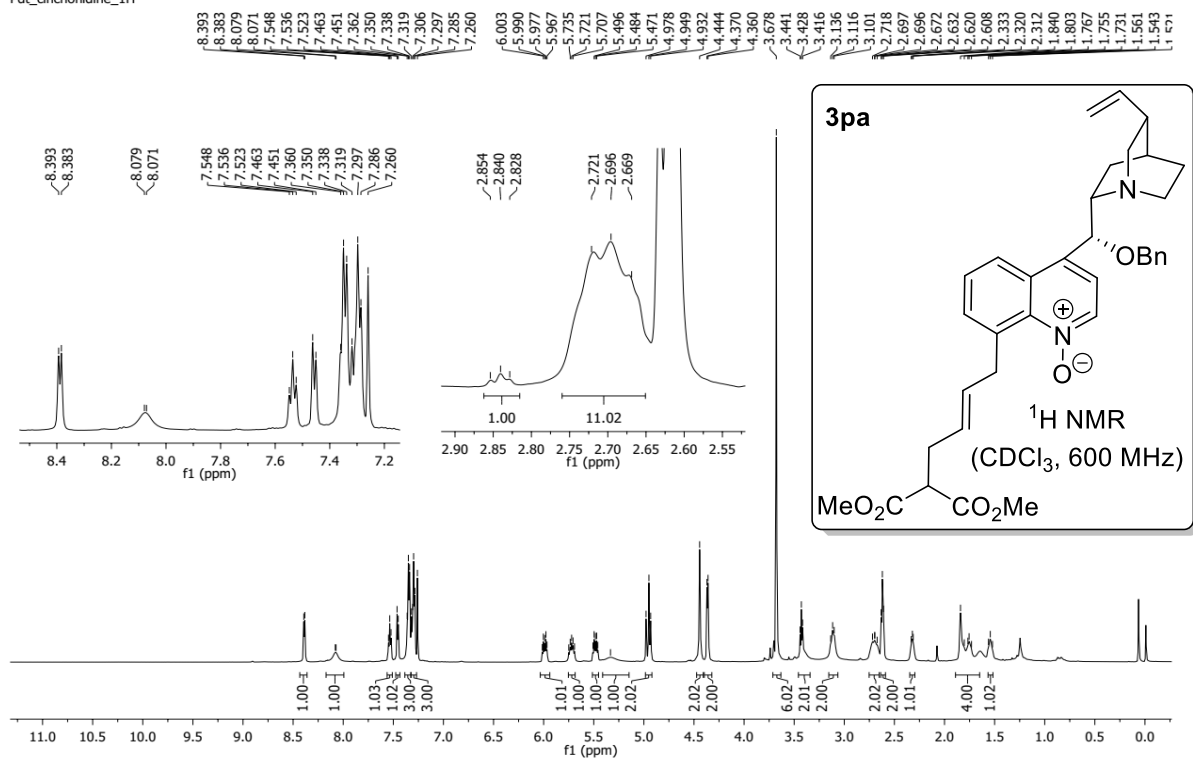 8.393 8.383 8.079 8.071 7.548 7.536 7.523 7.463 7.451 7.362 7.350 7.338 7.319 7.306 7.297 7.285 7.260 6.003 5.990 5.977 5.967 5.735 5.721 5.707 5.496 5.484 5.471 4.978 4.949 4.932 4.444 4.370 4.360 3.678 3.441 3.428 3.416 3.136 3.116 3.101 2.718 2.697 2.696 2.672 2.632 2.620 2.608 2.333 2.320 2.312 1.840 1.803 1.767 1.755 1.731 1.561 1.543
3pa
8.393 8.383 8.079 8.071 7.548 7.536 7.523 7.463 7.451 7.360 7.350 7.338 7.319 7.297 7.286 7.260
2.854 2.840 2.828 2.721 2.696 2.669
N
OBn
⊕
N
O⊖
1.00 11.02
8.4 8.2 8.0 7.8 7.6 7.4 7.2
f1 (ppm)
2.90 2.85 2.80 2.75 2.70 2.65 2.60 2.55
f1 (ppm)
¹H NMR
(CDCl₃, 600 MHz)
MeO₂C CO₂Me
1.00 1.00 1.03 1.02 3.00 3.00 1.01 1.00 1.00 1.00 2.02 2.02 2.00 6.02 2.01 2.00 2.02 2.00 1.01 4.00 1.02
11.0 10.5 10.0 9.5 9.0 8.5 8.0 7.5 7.0 6.5 6.0 5.5 5.0 4.5 4.0 3.5 3.0 2.5 2.0 1.5 1.0 0.5 0.0
f1 (ppm)